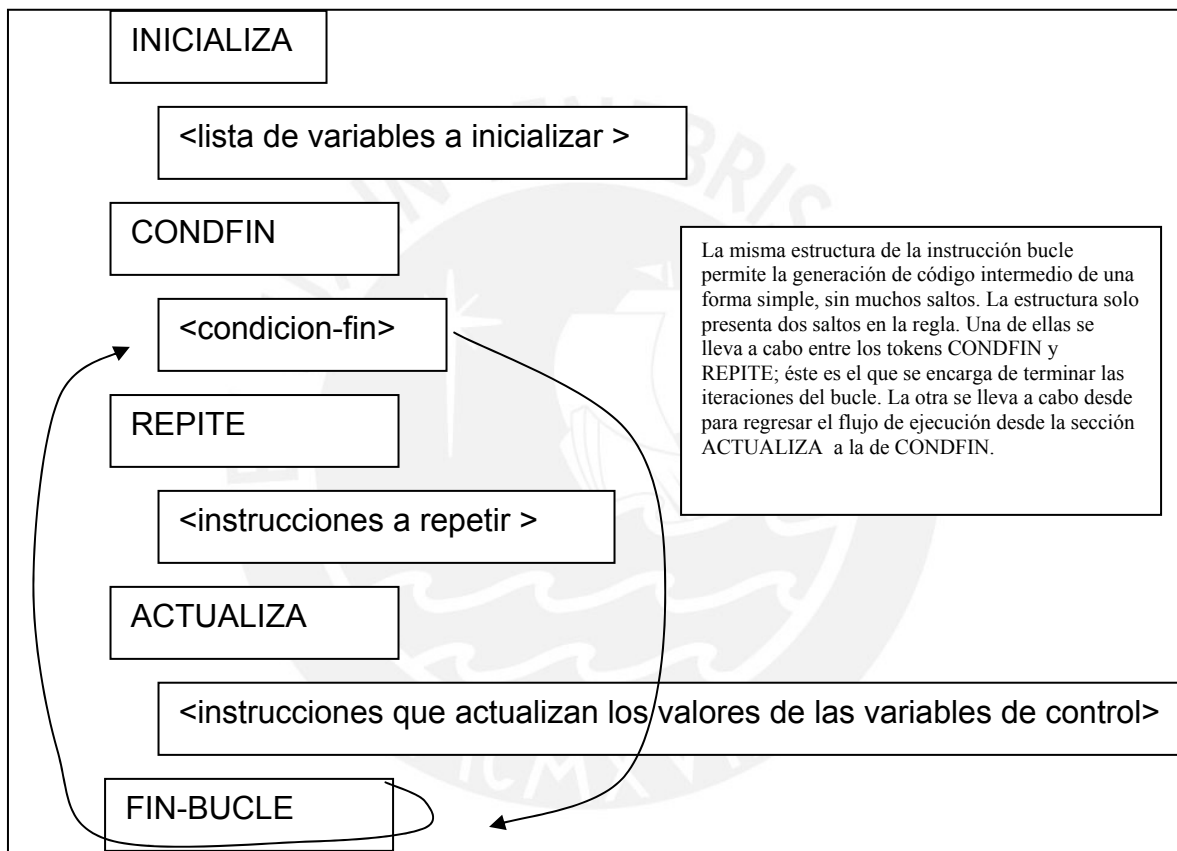 INICIALIZA
<lista de variables a inicializar >
CONDFIN
<condicion-fin>
La misma estructura de la instrucción bucle
permite la generación de código intermedio de una
forma simple, sin muchos saltos. La estructura solo
presenta dos saltos en la regla. Una de ellas se
lleva a cabo entre los tokens CONDFIN y
REPITE; éste es el que se encarga de terminar las
iteraciones del bucle. La otra se lleva a cabo desde
para regresar el flujo de ejecución desde la sección
ACTUALIZA a la de CONDFIN.
REPITE
<instrucciones a repetir >
ACTUALIZA
<instrucciones que actualizan los valores de las variables de control>
FIN-BUCLE